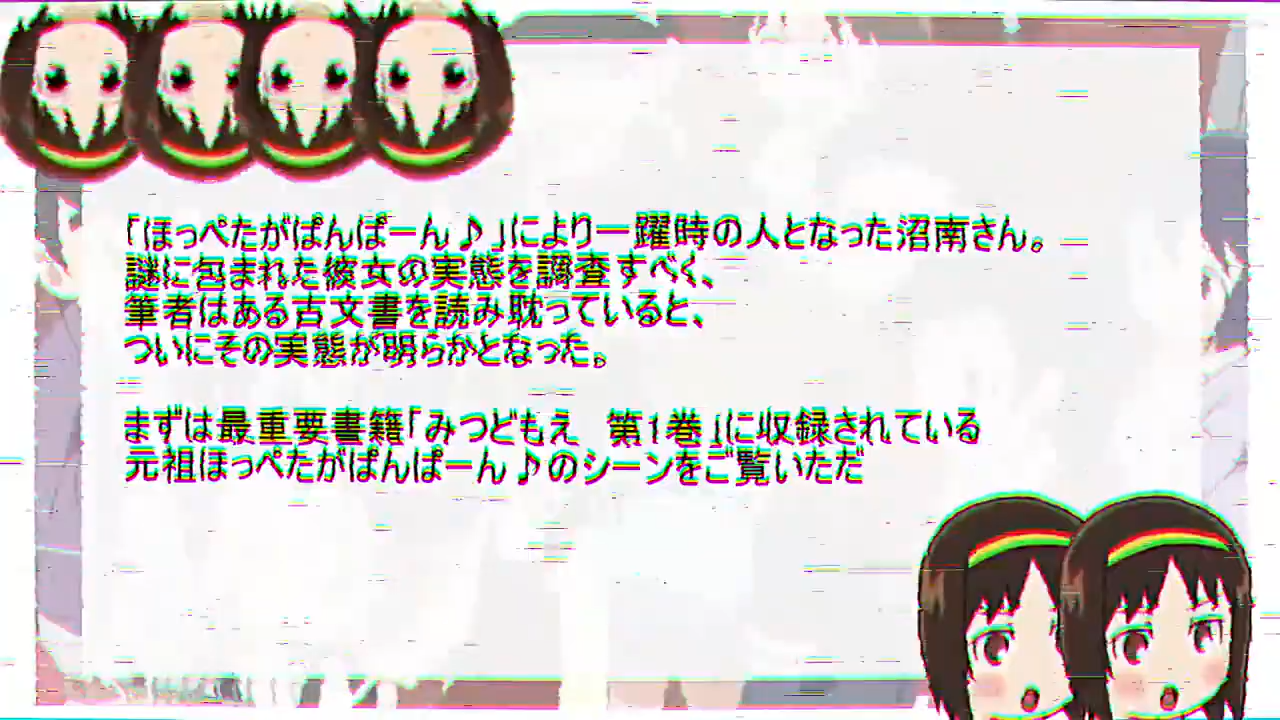 「ほっぺたがぱんぱーん♪」により一躍時の人となった沼南さん。
謎に包まれた彼女の実態を調査すべく、
筆者はある古文書を読み耽っていると、
ついにその実態が明らかとなった。
まずは最重要書籍「みつどもえ　第1巻」に収録されている
元祖ほっぺたがぱんぱーん♪のシーンをご覧いただ